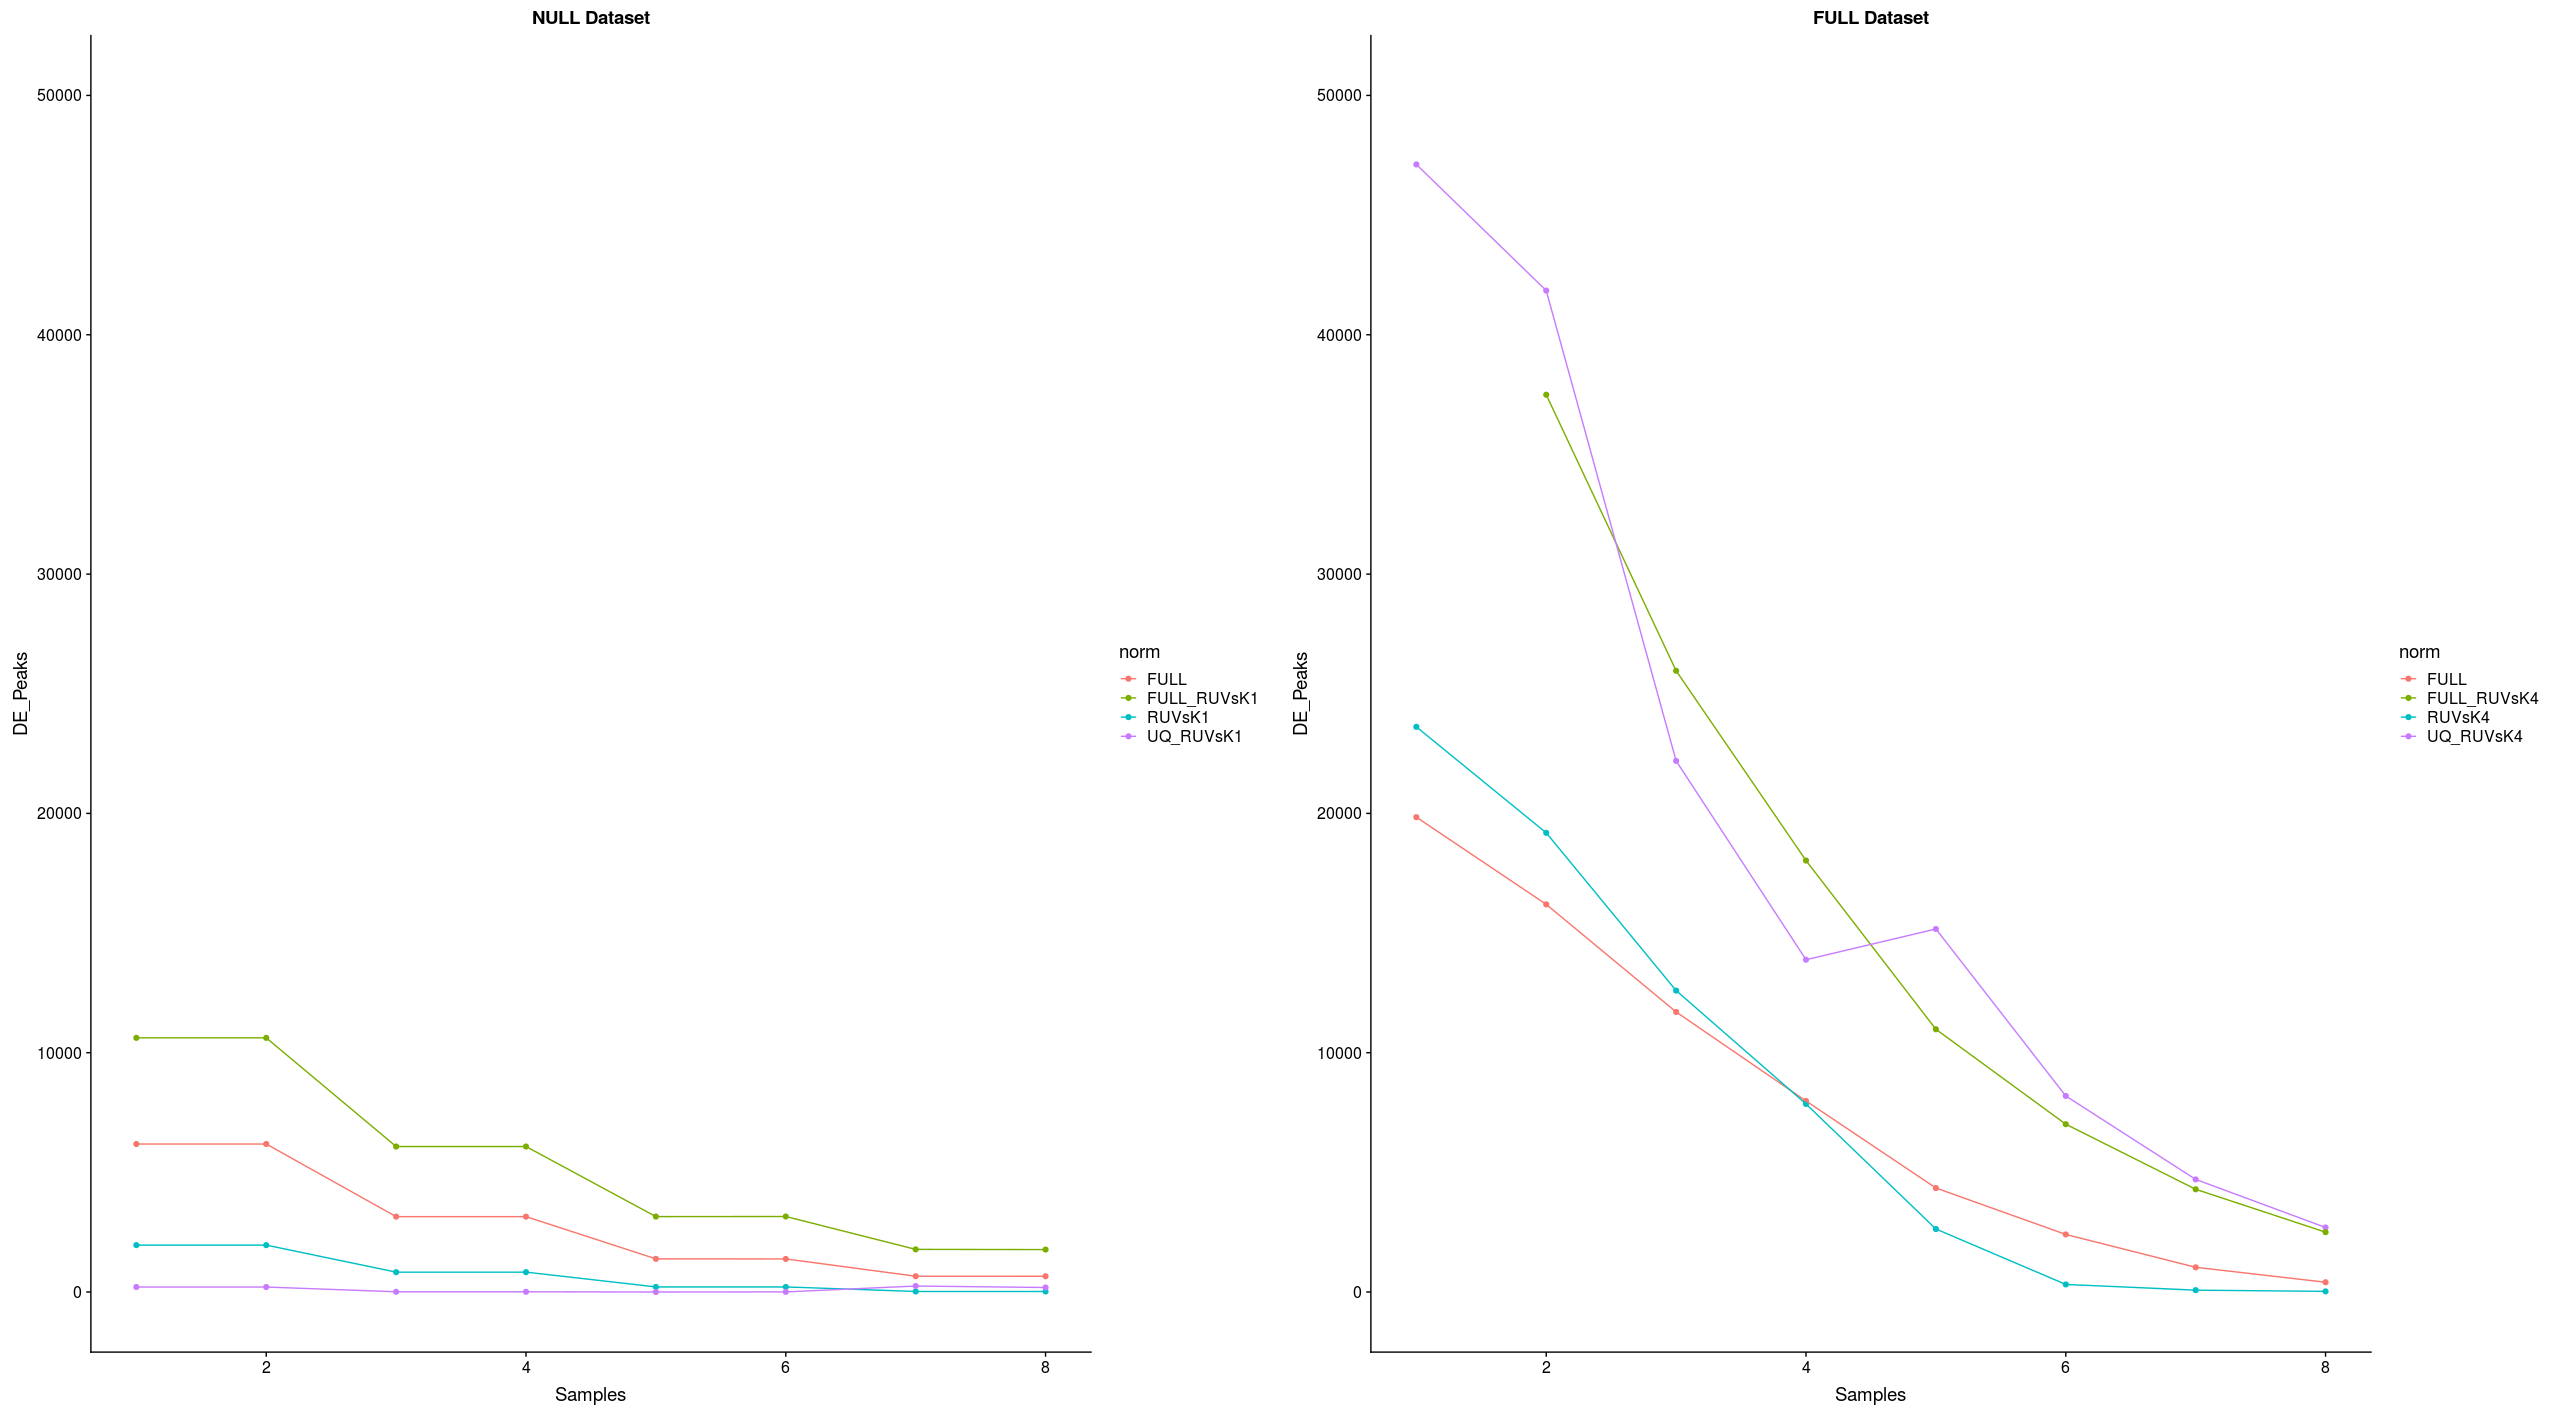 NULL Dataset
50000
40000
30000
20000
10000
0
2
4
6
8
Samples
DE_Peaks
norm
FULL
FULL_RUVsK1
RUVsK1
UQ_RUVsK1
FULL Dataset
50000
40000
30000
20000
10000
0
2
4
6
8
Samples
DE_Peaks
norm
FULL
FULL_RUVsK4
RUVsK4
UQ_RUVsK4